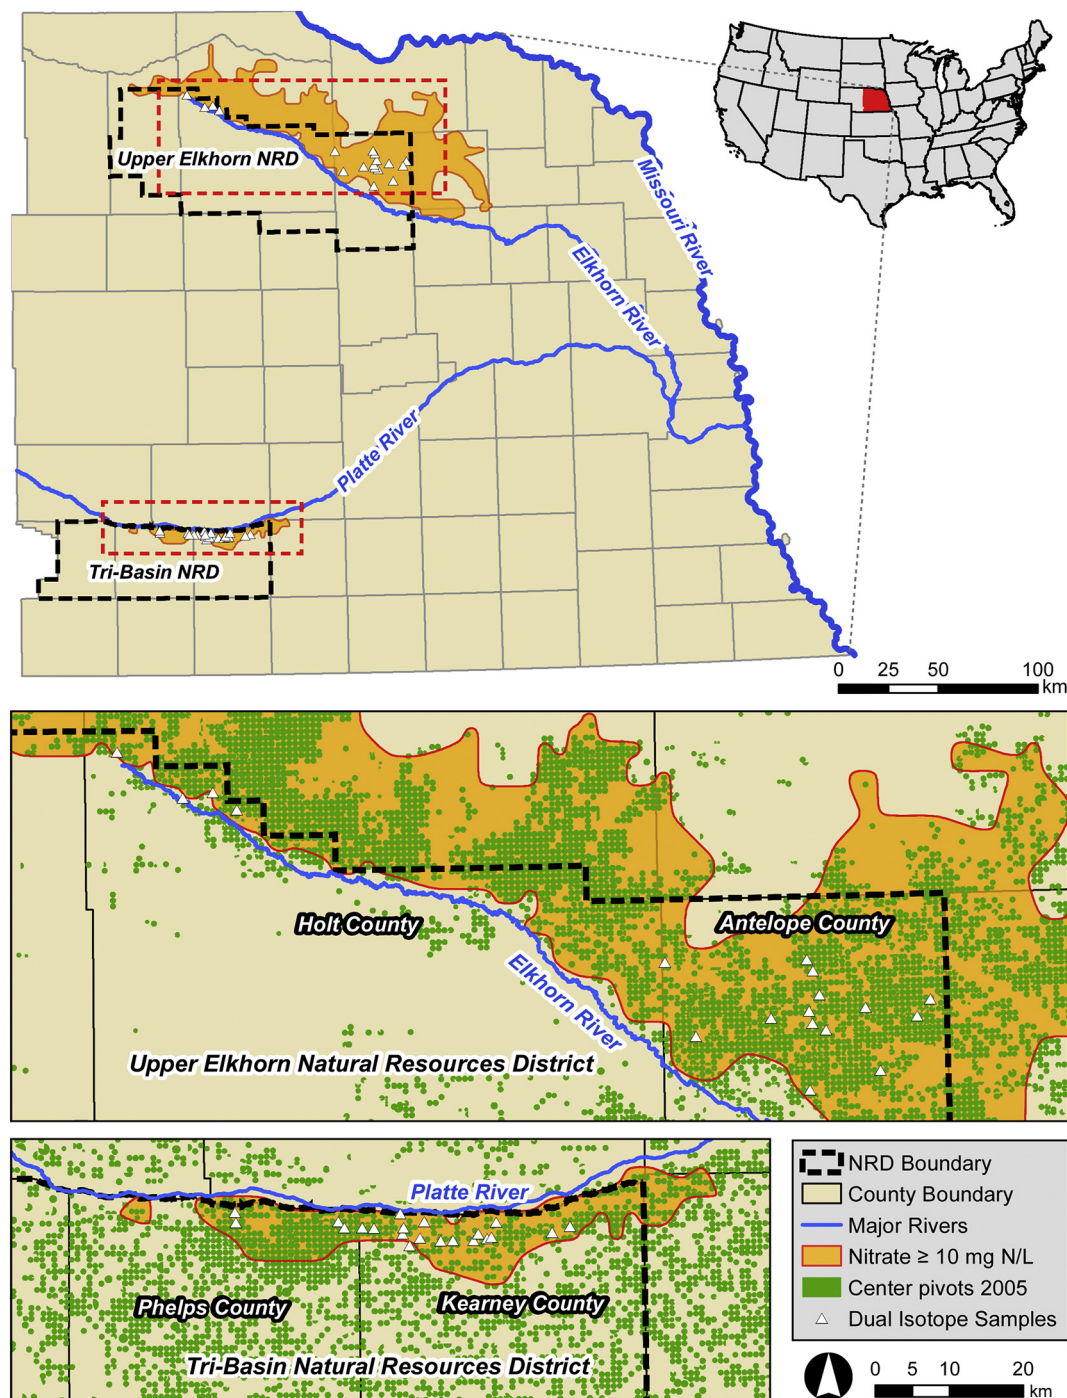 Upper Elkhorn NRD
Missouri River
Elkhorn River
Platte River
Tri-Basin NRD
0 25 50 100
km
Holt County
Antelope County
Elkhorn River
Upper Elkhorn Natural Resources District
Platte River
Phelps County
Kearney County
Tri-Basin Natural Resources District
NRD Boundary
County Boundary
Major Rivers
Nitrate ≥ 10 mg N/L
Center pivots 2005
Dual Isotope Samples
0 5 10 20
km